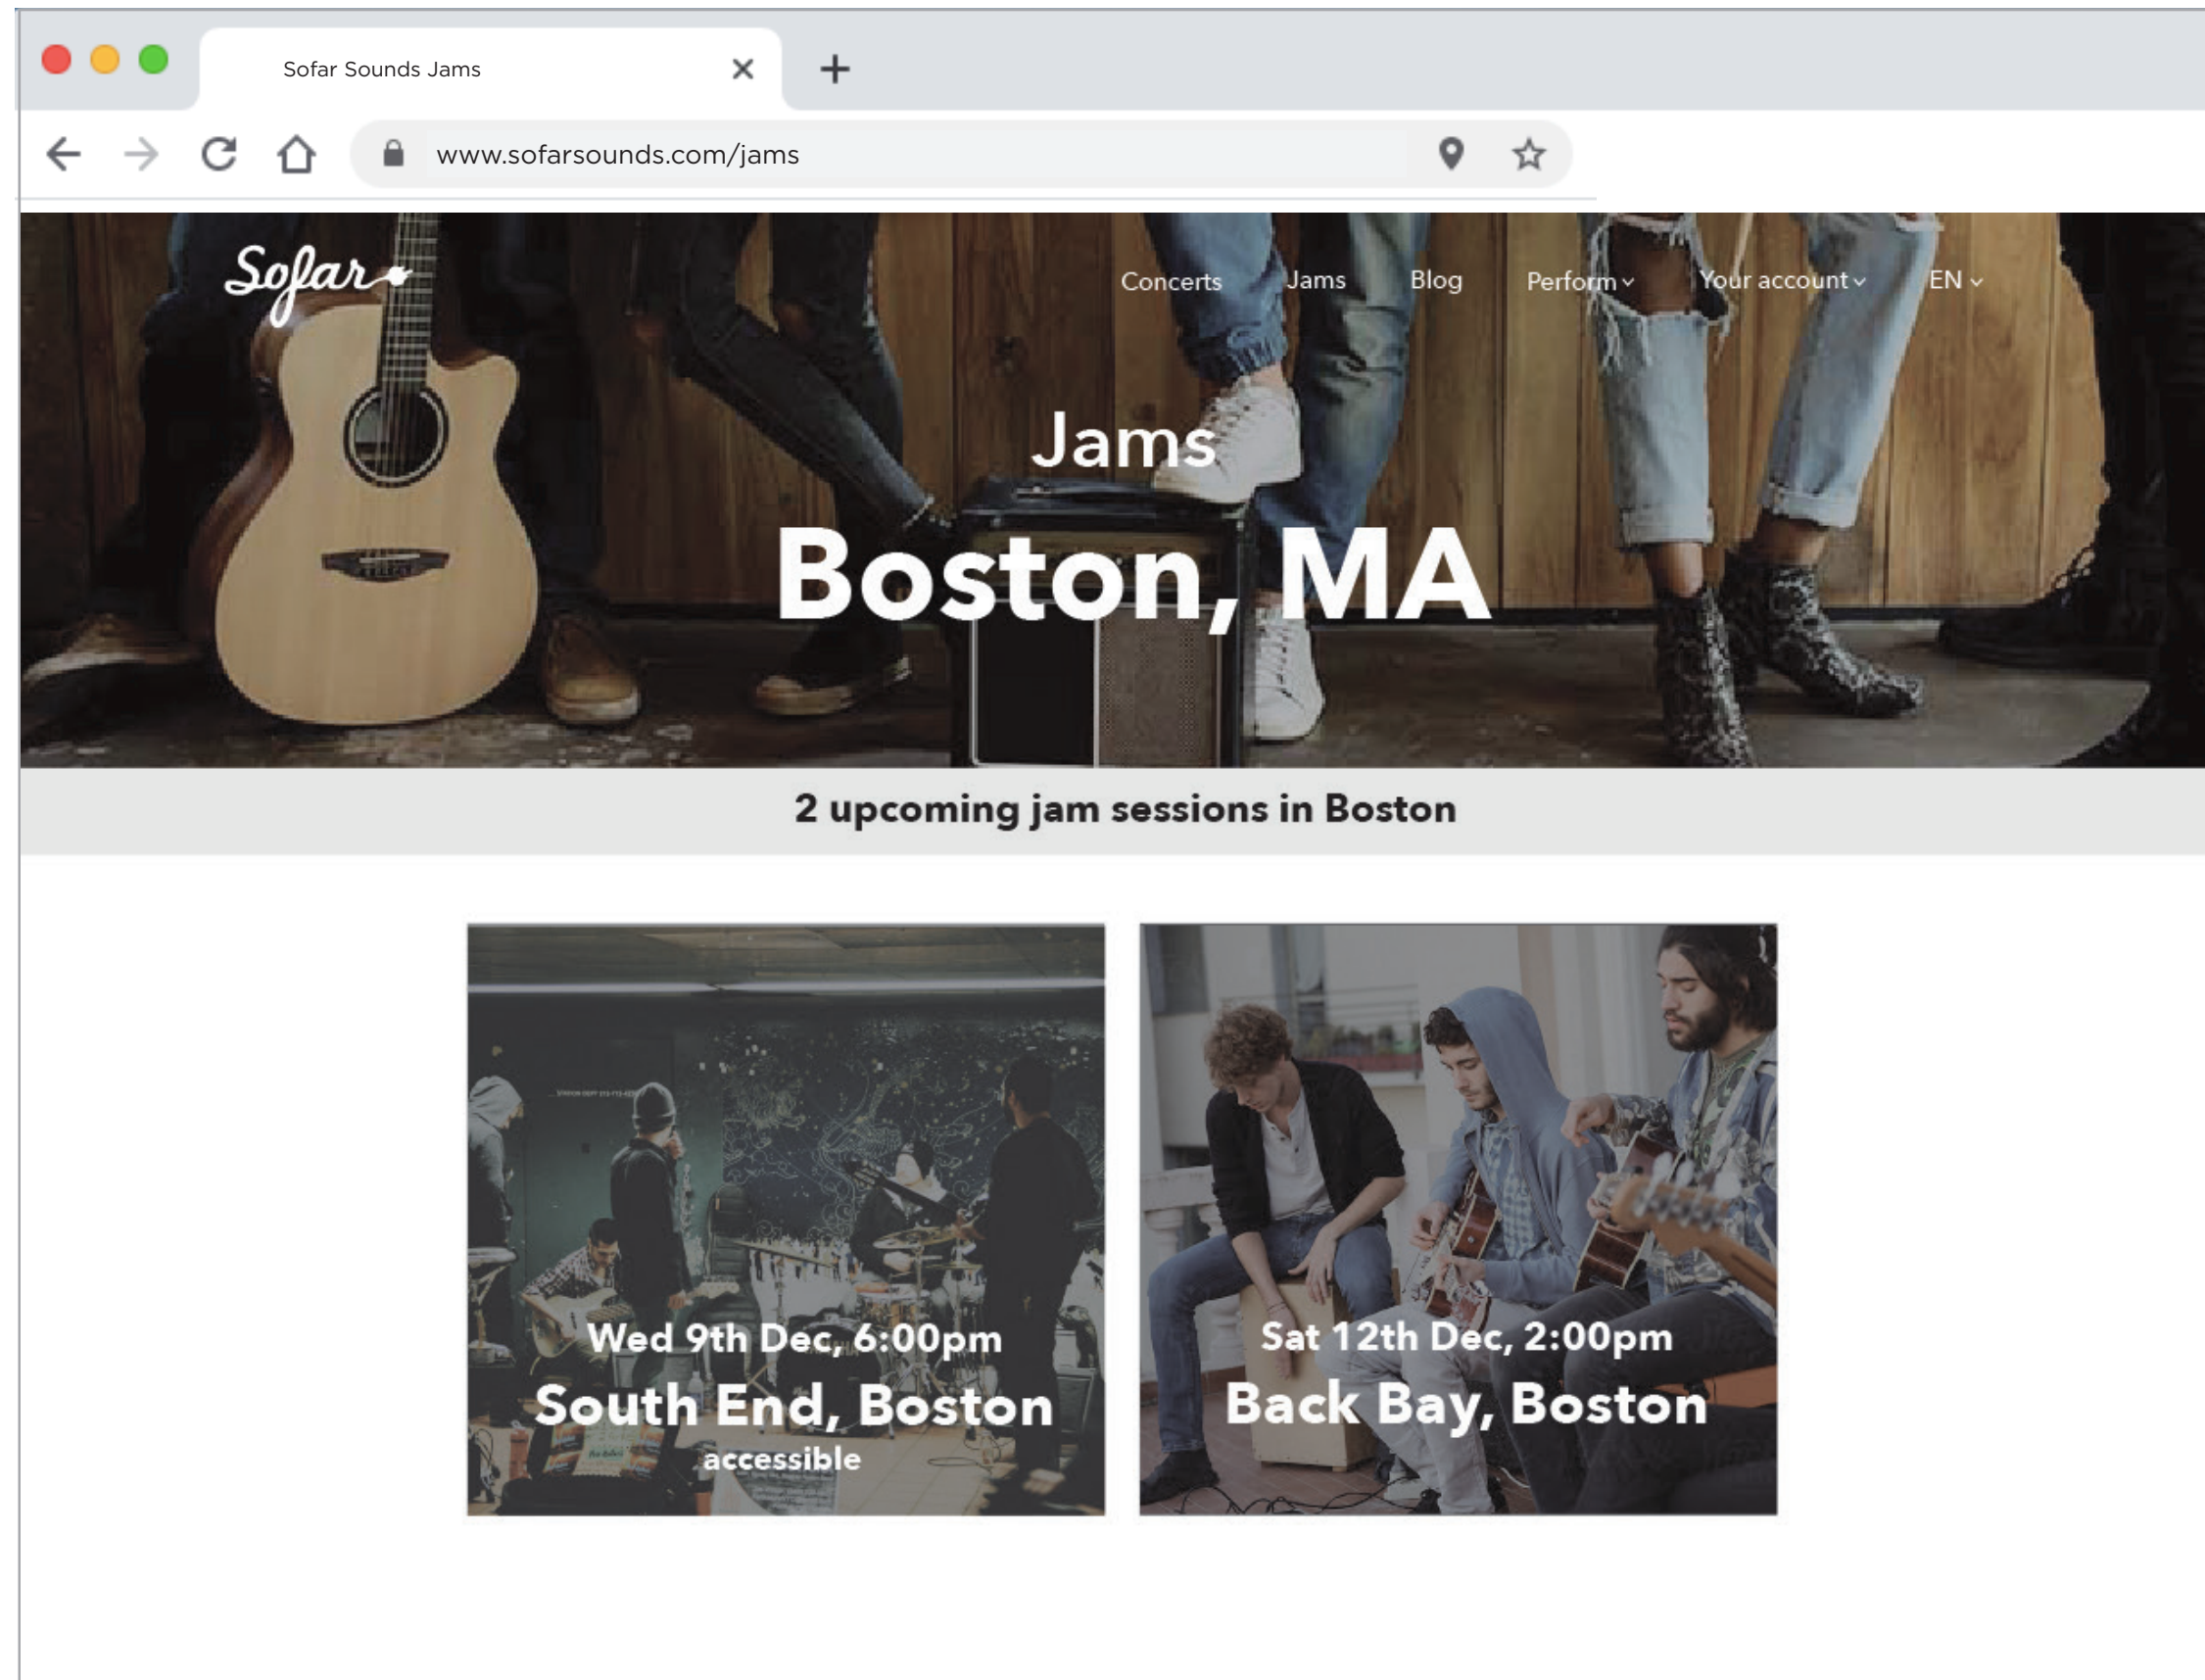 Sofar Sounds Jams
www.sofarsounds.com/jams
Sofar
Concerts Jams Blog Perform Your account EN
Jams
Boston, MA
2 upcoming jam sessions in Boston
Wed 9th Dec, 6:00pm
South End, Boston
accessible
Sat 12th Dec, 2:00pm
Back Bay, Boston